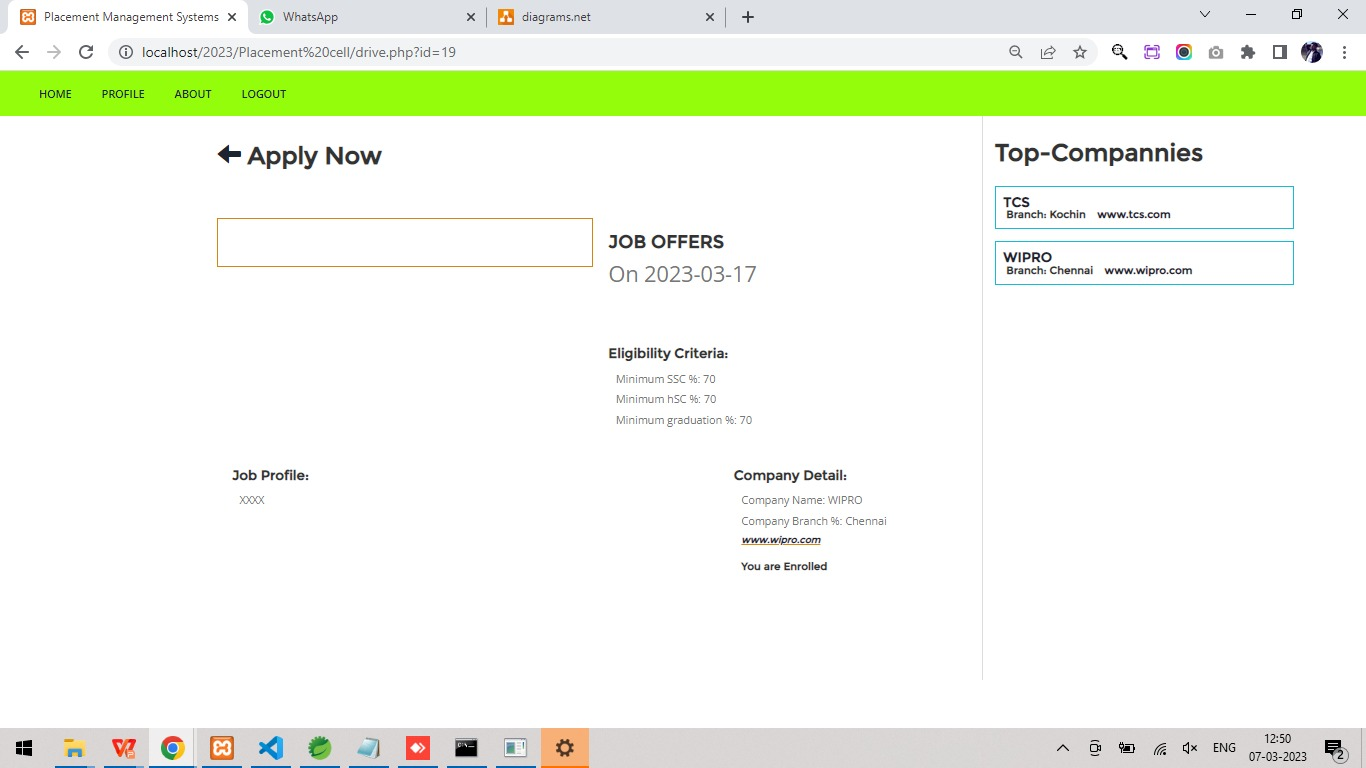 Placement Management Systems
WhatsApp
diagrams.net
localhost/2023/Placement%20cell/drive.php?id=19
HOME PROFILE ABOUT LOGOUT
Apply Now
JOB OFFERS
On 2023-03-17
Eligibility Criteria:
Minimum SSC %: 70
Minimum hSC %: 70
Minimum graduation %: 70
Job Profile:
XXXX
Company Detail:
Company Name: WIPRO
Company Branch %: Chennai
www.wipro.com
You are Enrolled
Top-Compannies
TCS
Branch: Kochin www.tcs.com
WIPRO
Branch: Chennai www.wipro.com
ENG
12:50
07-03-2023
2